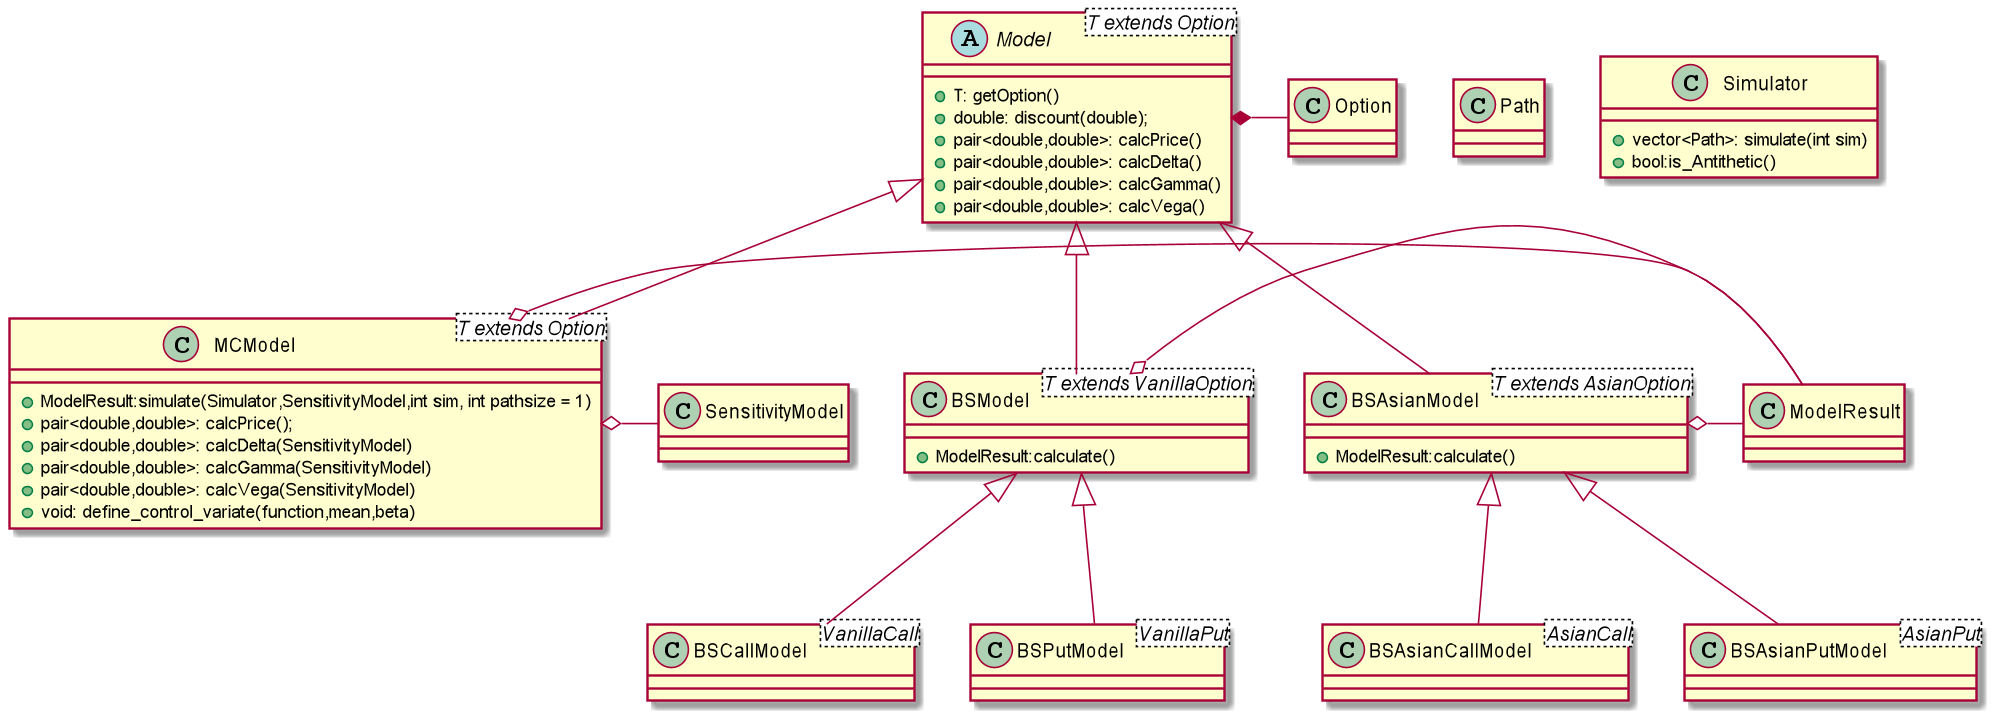 T extends Option
A Model
T: getOption()
double: discount(double);
pair<double,double>: calcPrice()
pair<double,double>: calcDelta()
pair<double,double>: calcGamma()
pair<double,double>: calcVega()
C Option
C Path
C Simulator
vector<Path>: simulate(int sim)
bool:is_Antithetic()
T extends Option
C MCModel
ModelResult:simulate(Simulator,SensitivityModel,int sim, int pathsize = 1)
pair<double,double>: calcPrice();
pair<double,double>: calcDelta(SensitivityModel)
pair<double,double>: calcGamma(SensitivityModel)
pair<double,double>: calcVega(SensitivityModel)
void: define_control_variate(function,mean,beta)
C SensitivityModel
T extends VanillaOption
C BSModel
ModelResult:calculate()
T extends AsianOption
C BSAsianModel
ModelResult:calculate()
C ModelResult
VanillaCall
C BSCallModel
VanillaPut
C BSPutModel
AsianCall
C BSAsianCallModel
AsianPut
C BSAsianPutModel